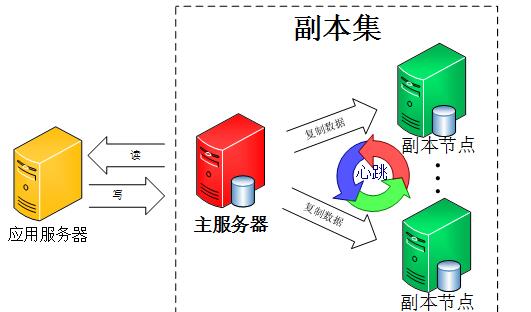 副本集
复制数据
副本节点
读
心跳
写
主服务器
复制数据
应用服务器
副本节点